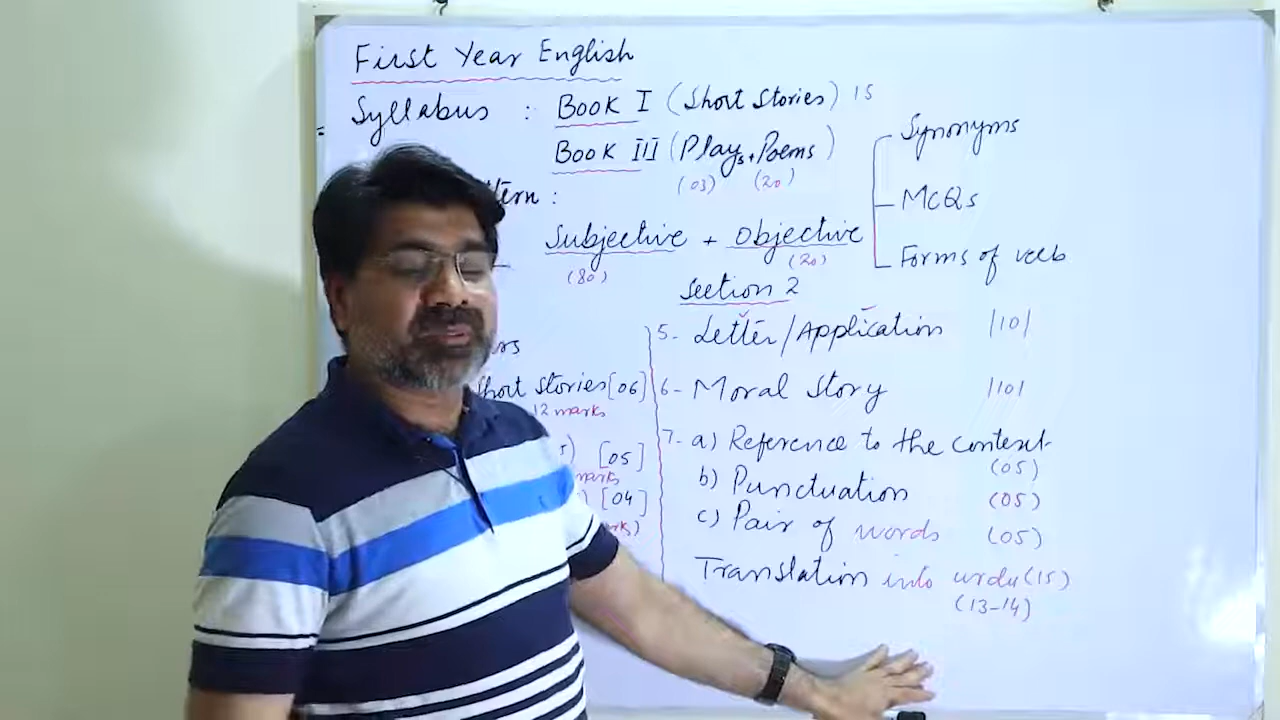 First Year English
Syllabus : Book I (Short Stories) 15
Book III (Plays + Poems)
(03) (20)
:
Subjective + Objective
(80) (20)
Synonyms
MCQs
Forms of verb
Short stories [06]
12 marks
[05]
marks
[04]
Section 2
5- Letter/Application /10/
6- Moral Story /10/
7- a) Reference to the context
(05)
b) Punctuation (05)
c) Pair of words (05)
Translation into urdu (15)
(13-14)